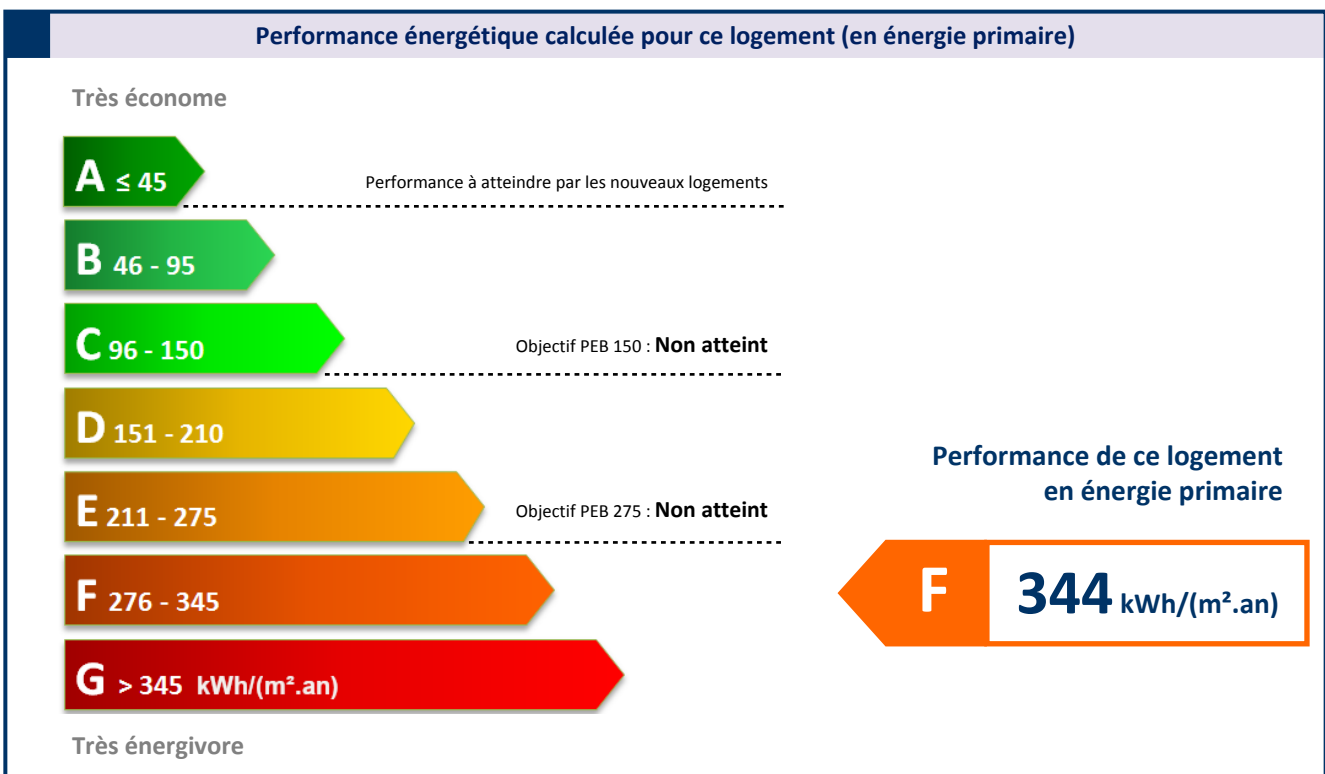 Performance énergétique calculée pour ce logement (en énergie primaire)
Très économe
A ≤ 45
Performance à atteindre par les nouveaux logements
B 46 - 95
C 96 - 150
Objectif PEB 150 : Non atteint
D 151 - 210
E 211 - 275
Objectif PEB 275 : Non atteint
F 276 - 345
G > 345 kWh/(m².an)
Très énergivore
Performance de ce logement
en énergie primaire
F 344 kWh/(m².an)